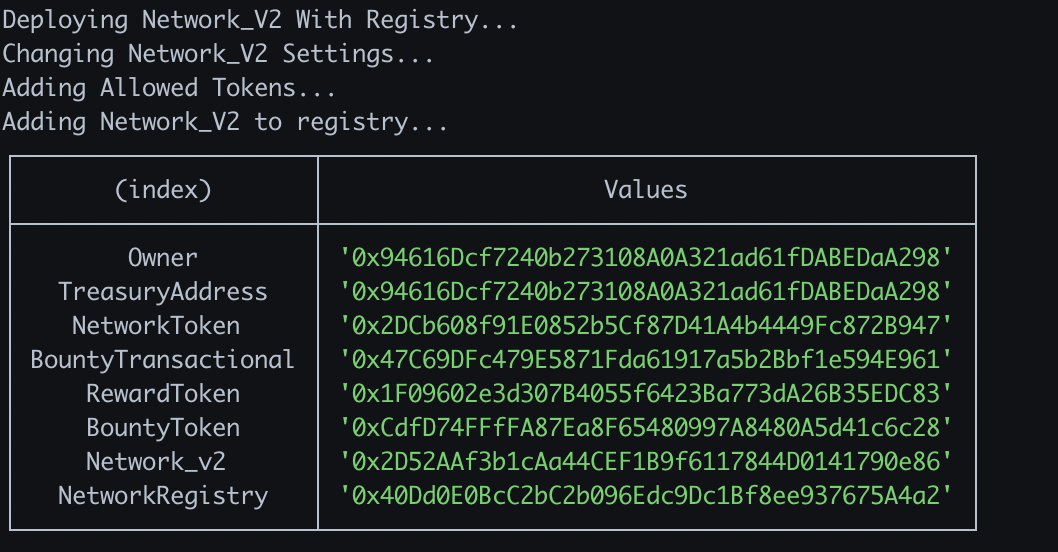 Deploying Network_V2 With Registry...
Changing Network_V2 Settings...
Adding Allowed Tokens...
Adding Network_V2 to registry...
(index) Values
Owner '0x94616Dcf7240b273108A0A321ad61fDABEDaA298'
TreasuryAddress '0x94616Dcf7240b273108A0A321ad61fDABEDaA298'
NetworkToken '0x2DCb608f91E0852b5Cf87D41A4b4449Fc872B947'
BountyTransactional '0x47C69DFc479E5871Fda61917a5b2Bbf1e594E961'
RewardToken '0x1F09602e3d307B4055f6423Ba773dA26B35EDC83'
BountyToken '0xCdfD74FFfFA87Ea8F65480997A8480A5d41c6c28'
Network_v2 '0x2D52AAf3b1cAa44CEF1B9f6117844D0141790e86'
NetworkRegistry '0x40Dd0E0BcC2bC2b096Edc9Dc1Bf8ee937675A4a2'